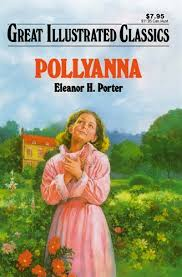 $7.95
GREAT ILLUSTRATED CLASSICS
POLLYANNA
Eleanor H. Porter